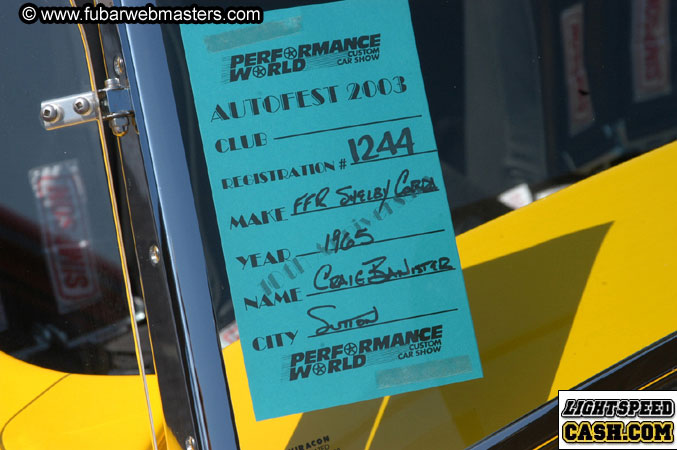 © www.fubarwebmasters.com
PERFORMANCE
WORLD CUSTOM
CAR SHOW
AUTOFEST 2003
CLUB
REGISTRATION # 1244
MAKE FFR SHELBY COBRA
YEAR 1965
NAME CRAIG BANISTER
CITY SUTTON
PERFORMANCE
WORLD CUSTOM
CAR SHOW
SIMPSON
LIGHTSPEED
CASH.COM